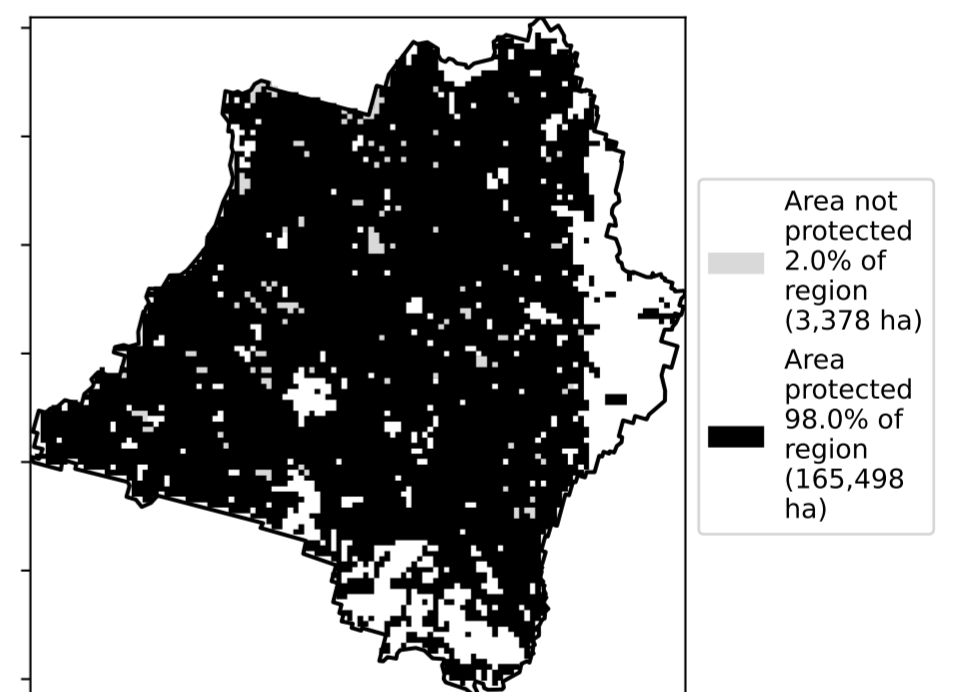 Area not
protected
2.0% of
region
(3,378 ha)
Area
protected
98.0% of
region
(165,498
ha)